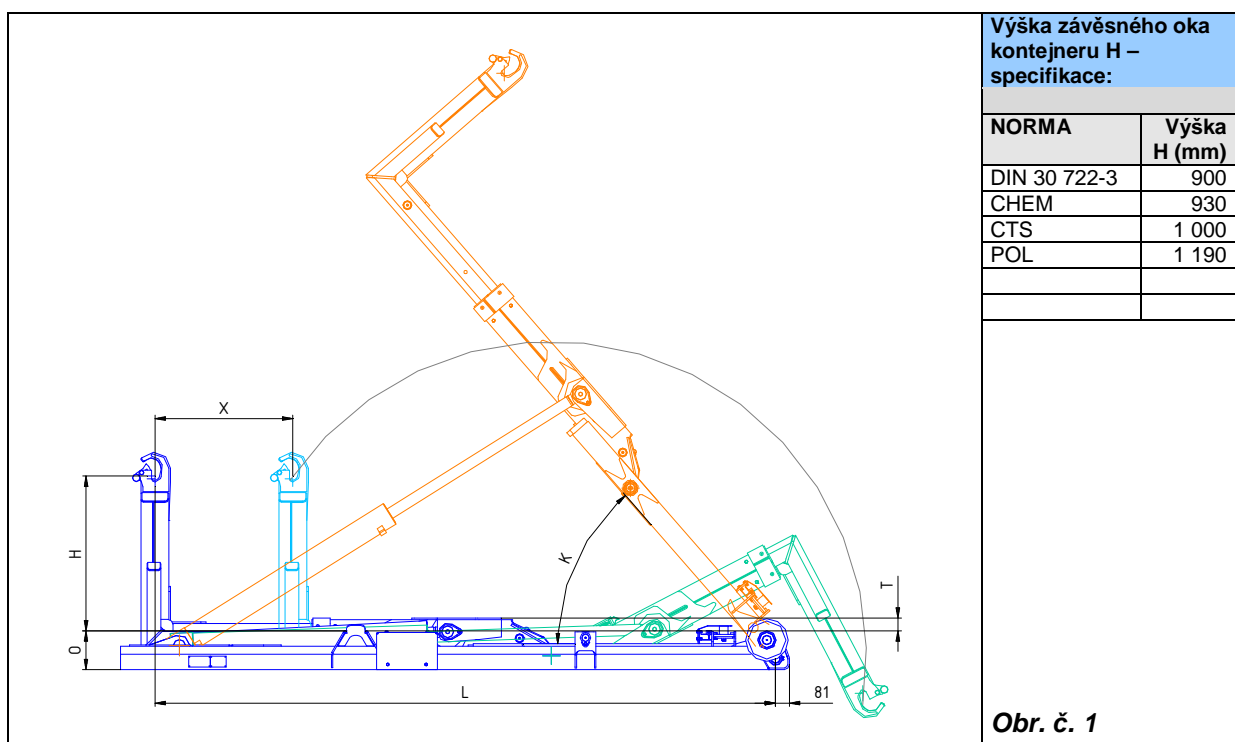 Výška závěsného oka
kontejneru H –
specifikace:
NORMA Výška
H (mm)
DIN 30 722-3 900
CHEM 930
CTS 1 000
POL 1 190
X
H
K
T
O
L
81
Obr. č. 1